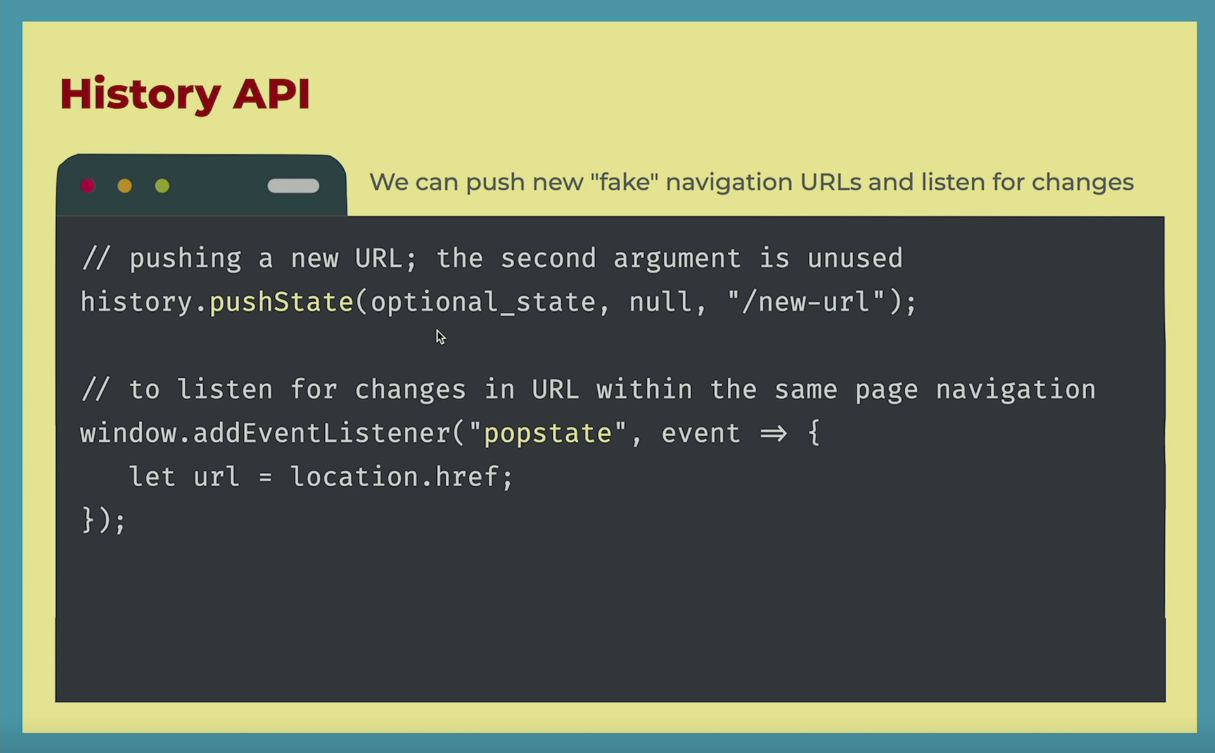 History API
We can push new "fake" navigation URLs and listen for changes
// pushing a new URL; the second argument is unused
history.pushState(optional_state, null, "/new-url");
// to listen for changes in URL within the same page navigation
window.addEventListener("popstate", event => {
let url = location.href;
});